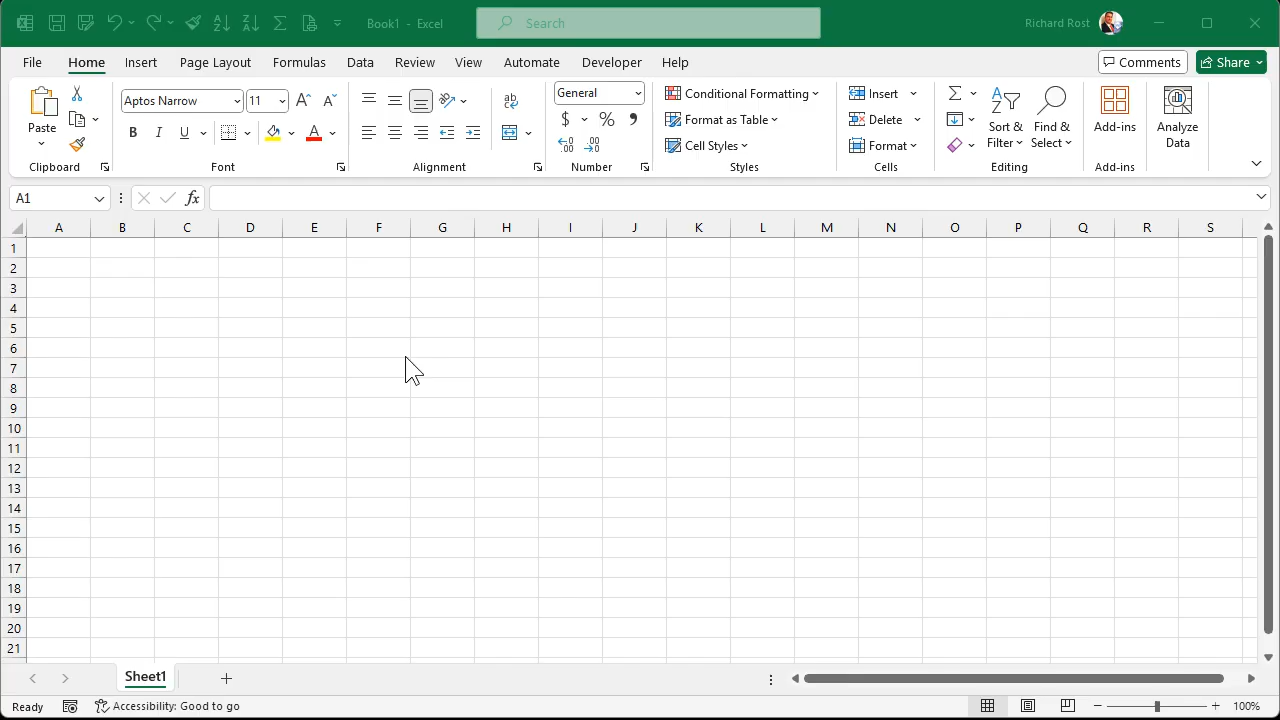 Book1 - Excel
Search
Richard Rost
File Home Insert Page Layout Formulas Data Review View Automate Developer Help
Comments Share
Paste
Clipboard
Aptos Narrow 11
B I U
Font
ab
Alignment
General
$ % ,
Number
Conditional Formatting
Format as Table
Cell Styles
Styles
Insert
Delete
Format
Cells
Sort & Filter
Find & Select
Editing
Add-ins
Add-ins
Analyze Data
A1
fx
A B C D E F G H I J K L M N O P Q R S
1
2
3
4
5
6
7
8
9
10
11
12
13
14
15
16
17
18
19
20
21
Sheet1
Ready
Accessibility: Good to go
100%